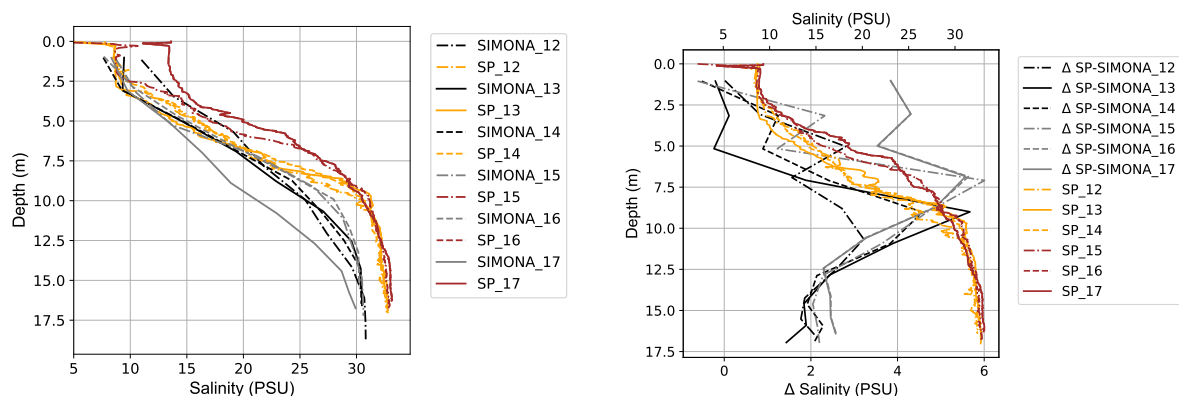 0.0
2.5
5.0
7.5
10.0
12.5
15.0
17.5
Depth (m)
5 10 15 20 25 30
Salinity (PSU)
SIMONA_12
SP_12
SIMONA_13
SP_13
SIMONA_14
SP_14
SIMONA_15
SP_15
SIMONA_16
SP_16
SIMONA_17
SP_17
Salinity (PSU)
5 10 15 20 25 30
0.0
2.5
5.0
7.5
10.0
12.5
15.0
17.5
Depth (m)
0 2 4 6
Δ Salinity (PSU)
Δ SP-SIMONA_12
Δ SP-SIMONA_13
Δ SP-SIMONA_14
Δ SP-SIMONA_15
Δ SP-SIMONA_16
Δ SP-SIMONA_17
SP_12
SP_13
SP_14
SP_15
SP_16
SP_17